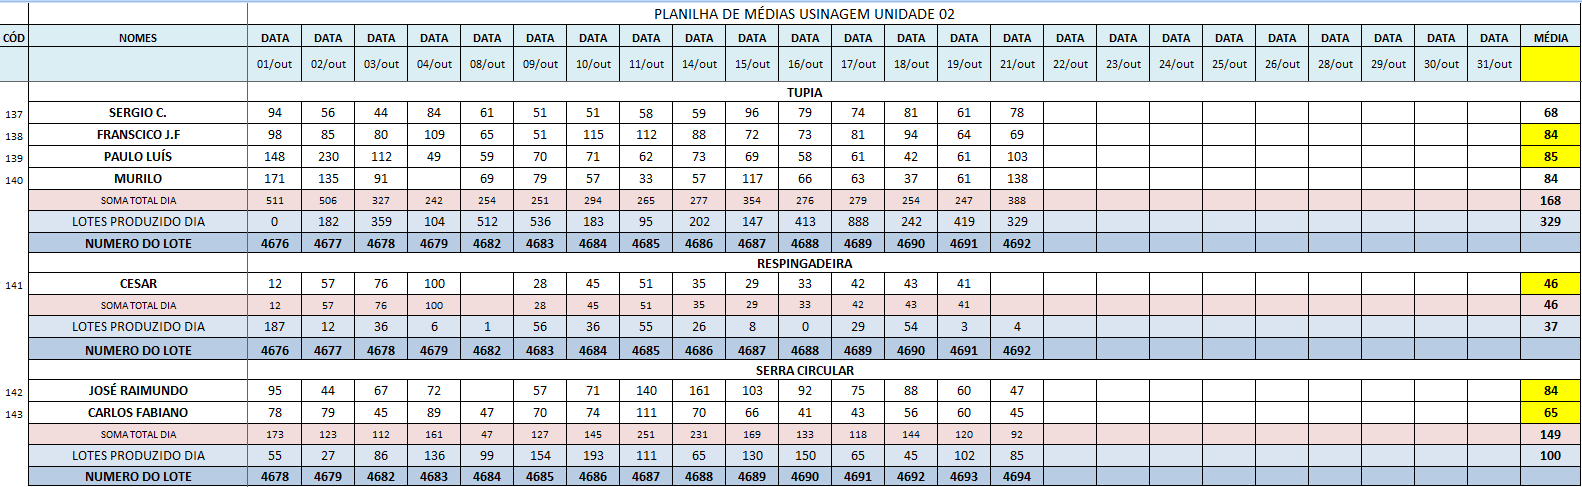 PLANILHA DE MÉDIAS USINAGEM UNIDADE 02
CÓD NOMES DATA DATA DATA DATA DATA DATA DATA DATA DATA DATA DATA DATA DATA DATA DATA DATA DATA DATA DATA DATA DATA DATA DATA DATA MÉDIA
01/out 02/out 03/out 04/out 08/out 09/out 10/out 11/out 14/out 15/out 16/out 17/out 18/out 19/out 21/out 22/out 23/out 24/out 25/out 26/out 28/out 29/out 30/out 31/out
TUPIA
137 SERGIO C. 94 56 44 84 61 51 51 58 59 96 79 74 81 61 78 68
138 FRANSCICO J.F 98 85 80 109 65 51 115 112 88 72 73 81 94 64 69 84
139 PAULO LUÍS 148 230 112 49 59 70 71 62 73 69 58 61 42 61 103 85
140 MURILO 171 135 91 69 79 57 33 57 117 66 63 37 61 138 84
SOMA TOTAL DIA 511 506 327 242 254 251 294 265 277 354 276 279 254 247 388 168
LOTES PRODUZIDO DIA 0 182 359 104 512 536 183 95 202 147 413 888 242 419 329 329
NUMERO DO LOTE 4676 4677 4678 4679 4682 4683 4684 4685 4686 4687 4688 4689 4690 4691 4692
RESPINGADEIRA
141 CESAR 12 57 76 100 28 45 51 35 29 33 42 43 41 46
SOMA TOTAL DIA 12 57 76 100 28 45 51 35 29 33 42 43 41 46
LOTES PRODUZIDO DIA 187 12 36 6 1 56 36 55 26 8 0 29 54 3 4 37
NUMERO DO LOTE 4676 4677 4678 4679 4682 4683 4684 4685 4686 4687 4688 4689 4690 4691 4692
SERRA CIRCULAR
142 JOSÉ RAIMUNDO 95 44 67 72 57 71 140 161 103 92 75 88 60 47 84
143 CARLOS FABIANO 78 79 45 89 47 70 74 111 70 66 41 43 56 60 45 65
SOMA TOTAL DIA 173 123 112 161 47 127 145 251 231 169 133 118 144 120 92 149
LOTES PRODUZIDO DIA 55 27 86 136 99 154 193 111 65 130 150 65 45 102 85 100
NUMERO DO LOTE 4678 4679 4682 4683 4684 4685 4686 4687 4688 4689 4690 4691 4692 4693 4694